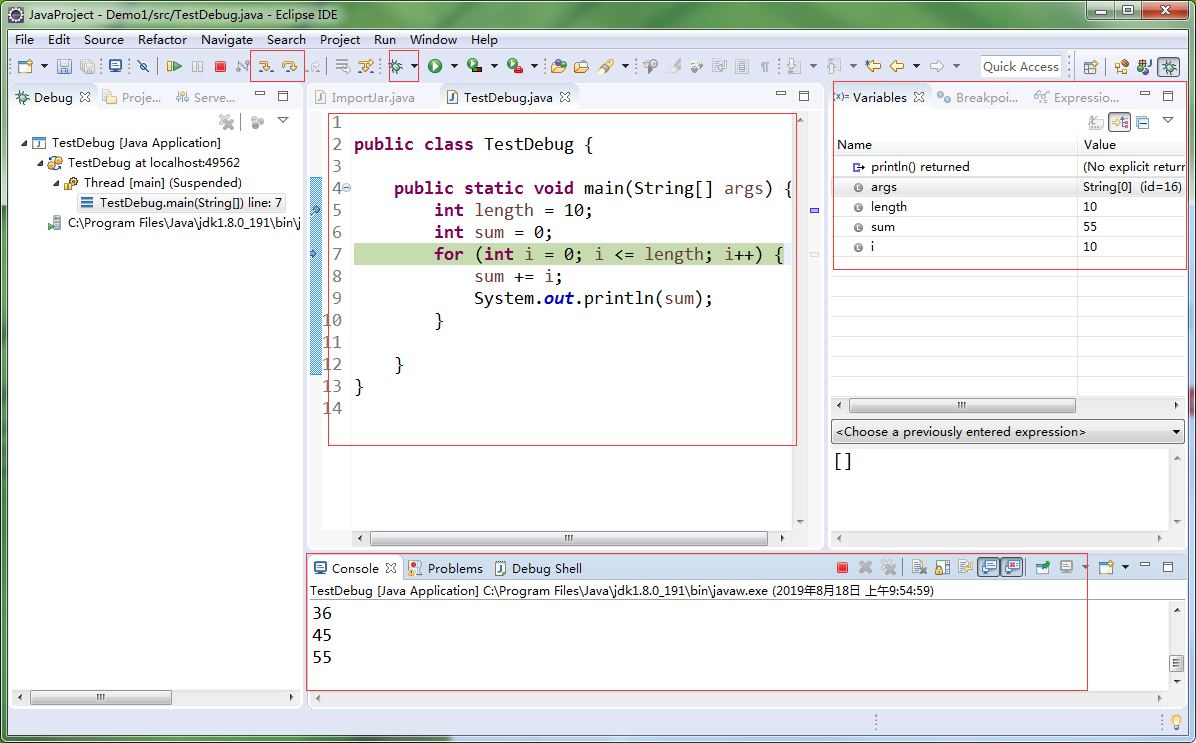 JavaProject - Demo1/src/TestDebug.java - Eclipse IDE
File Edit Source Refactor Navigate Search Project Run Window Help
Quick Access
Debug Proje... Serve...
TestDebug [Java Application]
TestDebug at localhost:49562
Thread [main] (Suspended)
TestDebug.main(String[]) line: 7
C:\Program Files\Java\jdk1.8.0_191\bin\j
ImportJar.java TestDebug.java
1
2 public class TestDebug {
3
4 public static void main(String[] args) {
5 int length = 10;
6 int sum = 0;
7 for (int i = 0; i <= length; i++) {
8 sum += i;
9 System.out.println(sum);
10 }
11
12 }
13 }
14
(x)= Variables Breakpoi... Expressio...
Name Value
println() returned (No explicit return
args String[0] (id=16)
length 10
sum 55
i 10
<Choose a previously entered expression>
[]
Console Problems Debug Shell
TestDebug [Java Application] C:\Program Files\Java\jdk1.8.0_191\bin\javaw.exe (2019年8月18日 上午9:54:59)
36
45
55